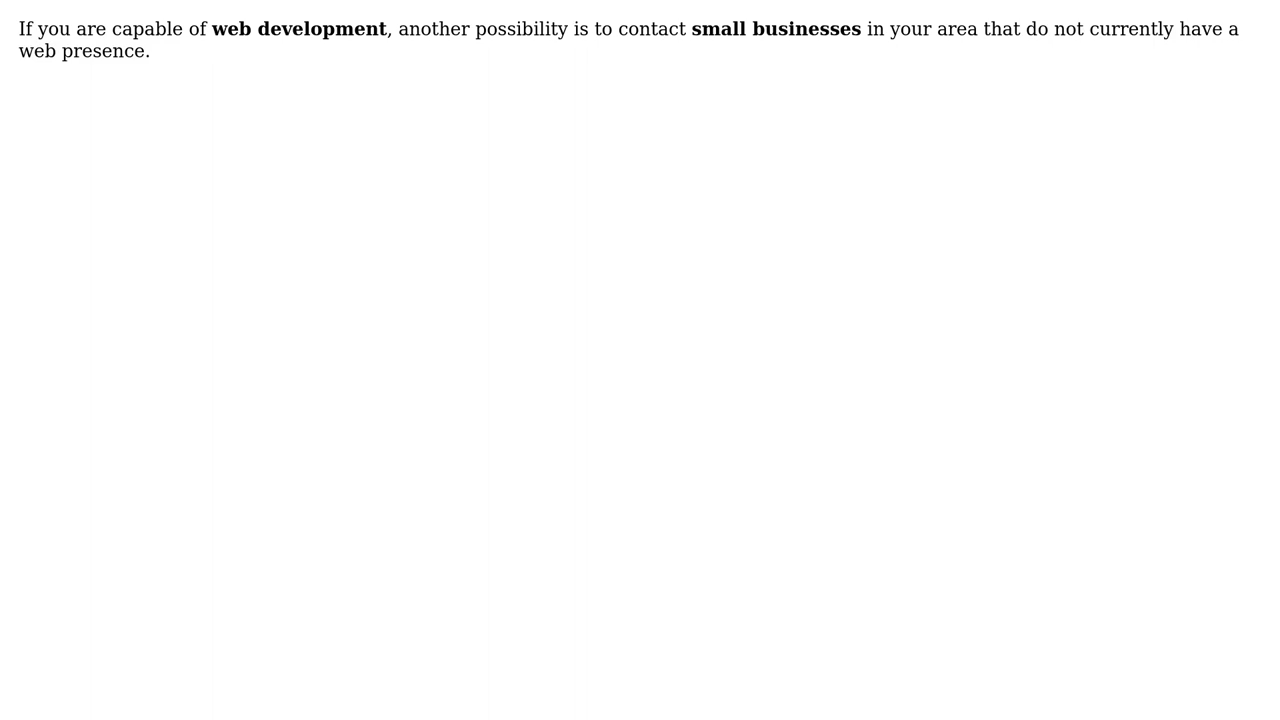 If you are capable of web development, another possibility is to contact small businesses in your area that do not currently have a
web presence.